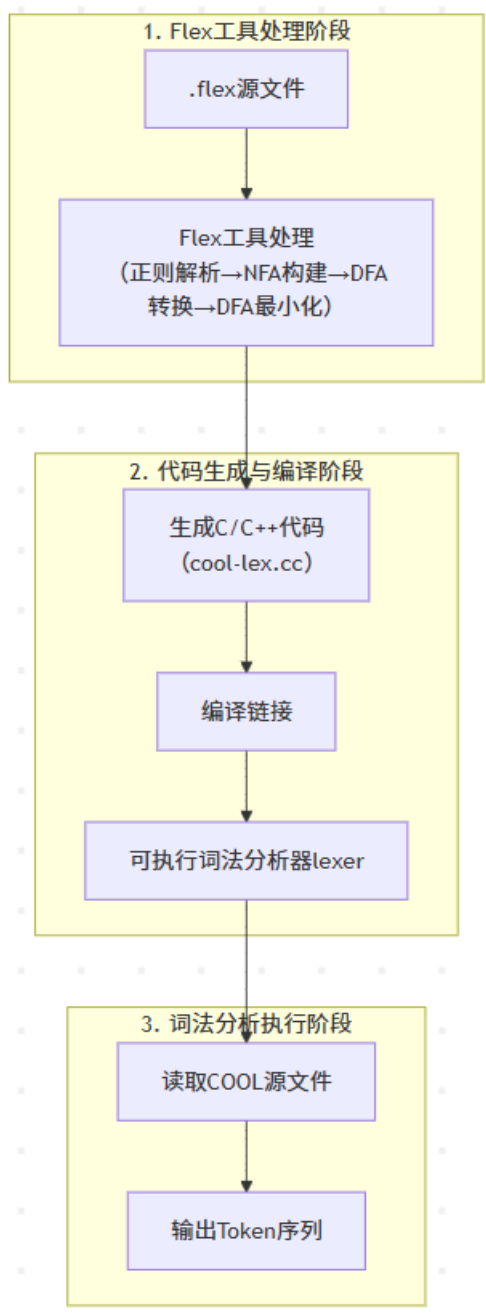 1. Flex工具处理阶段
.flex源文件
Flex工具处理
（正则解析→NFA构建→DFA
转换→DFA最小化）
2. 代码生成与编译阶段
生成C/C++代码
（cool-lex.cc）
编译链接
可执行词法分析器lexer
3. 词法分析执行阶段
读取COOL源文件
输出Token序列